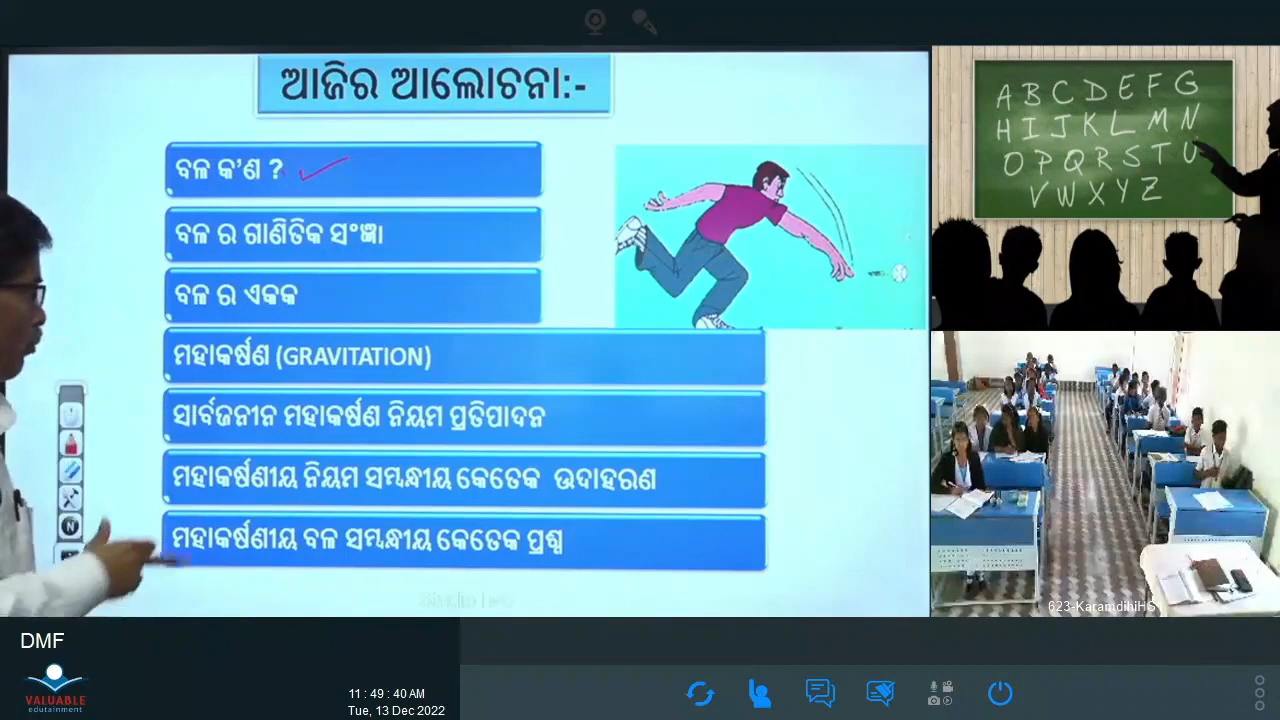 ଆଜିର ଆଲୋଚନା:-
ବଳ କ'ଣ ?
ବଳ ର ଗାଣିତିକ ସଂଜ୍ଞା
ବଳ ର ଏକକ
ମହାକର୍ଷଣ (GRAVITATION)
ସାର୍ବଜନୀନ ମହାକର୍ଷଣ ନିୟମ ପ୍ରତିପାଦନ
ମହାକର୍ଷଣୀୟ ନିୟମ ସମ୍ବନ୍ଧୀୟ କେତେକ ଉଦାହରଣ
ମହାକର୍ଷଣୀୟ ବଳ ସମ୍ବନ୍ଧୀୟ କେତେକ ପ୍ରଶ୍ନ
N
A B C D E F G
H I J K L M N
O P Q R S T U
V W X Y Z
623-KaramdihiHS
DMF
VALUABLE
edutainment
11 : 49 : 40 AM
Tue, 13 Dec 2022